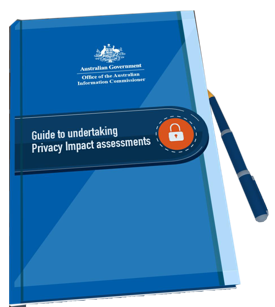 Australian Government
Office of the Australian
Information Commissioner
Guide to undertaking
Privacy Impact assessments